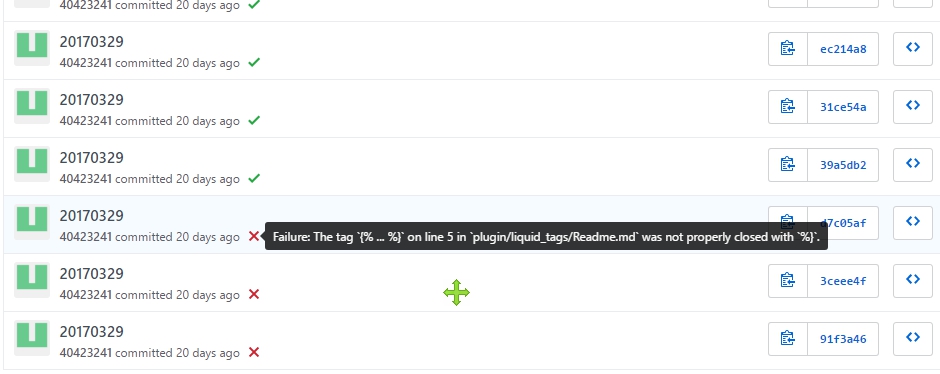 40423241 committed 20 days ago
20170329
ec214a8
40423241 committed 20 days ago
20170329
31ce54a
40423241 committed 20 days ago
20170329
39a5db2
40423241 committed 20 days ago
20170329
d7c05af
40423241 committed 20 days ago
Failure: The tag `{% ... %}` on line 5 in `plugin/liquid_tags/Readme.md` was not properly closed with `%}`.
20170329
3ceee4f
40423241 committed 20 days ago
20170329
91f3a46
40423241 committed 20 days ago